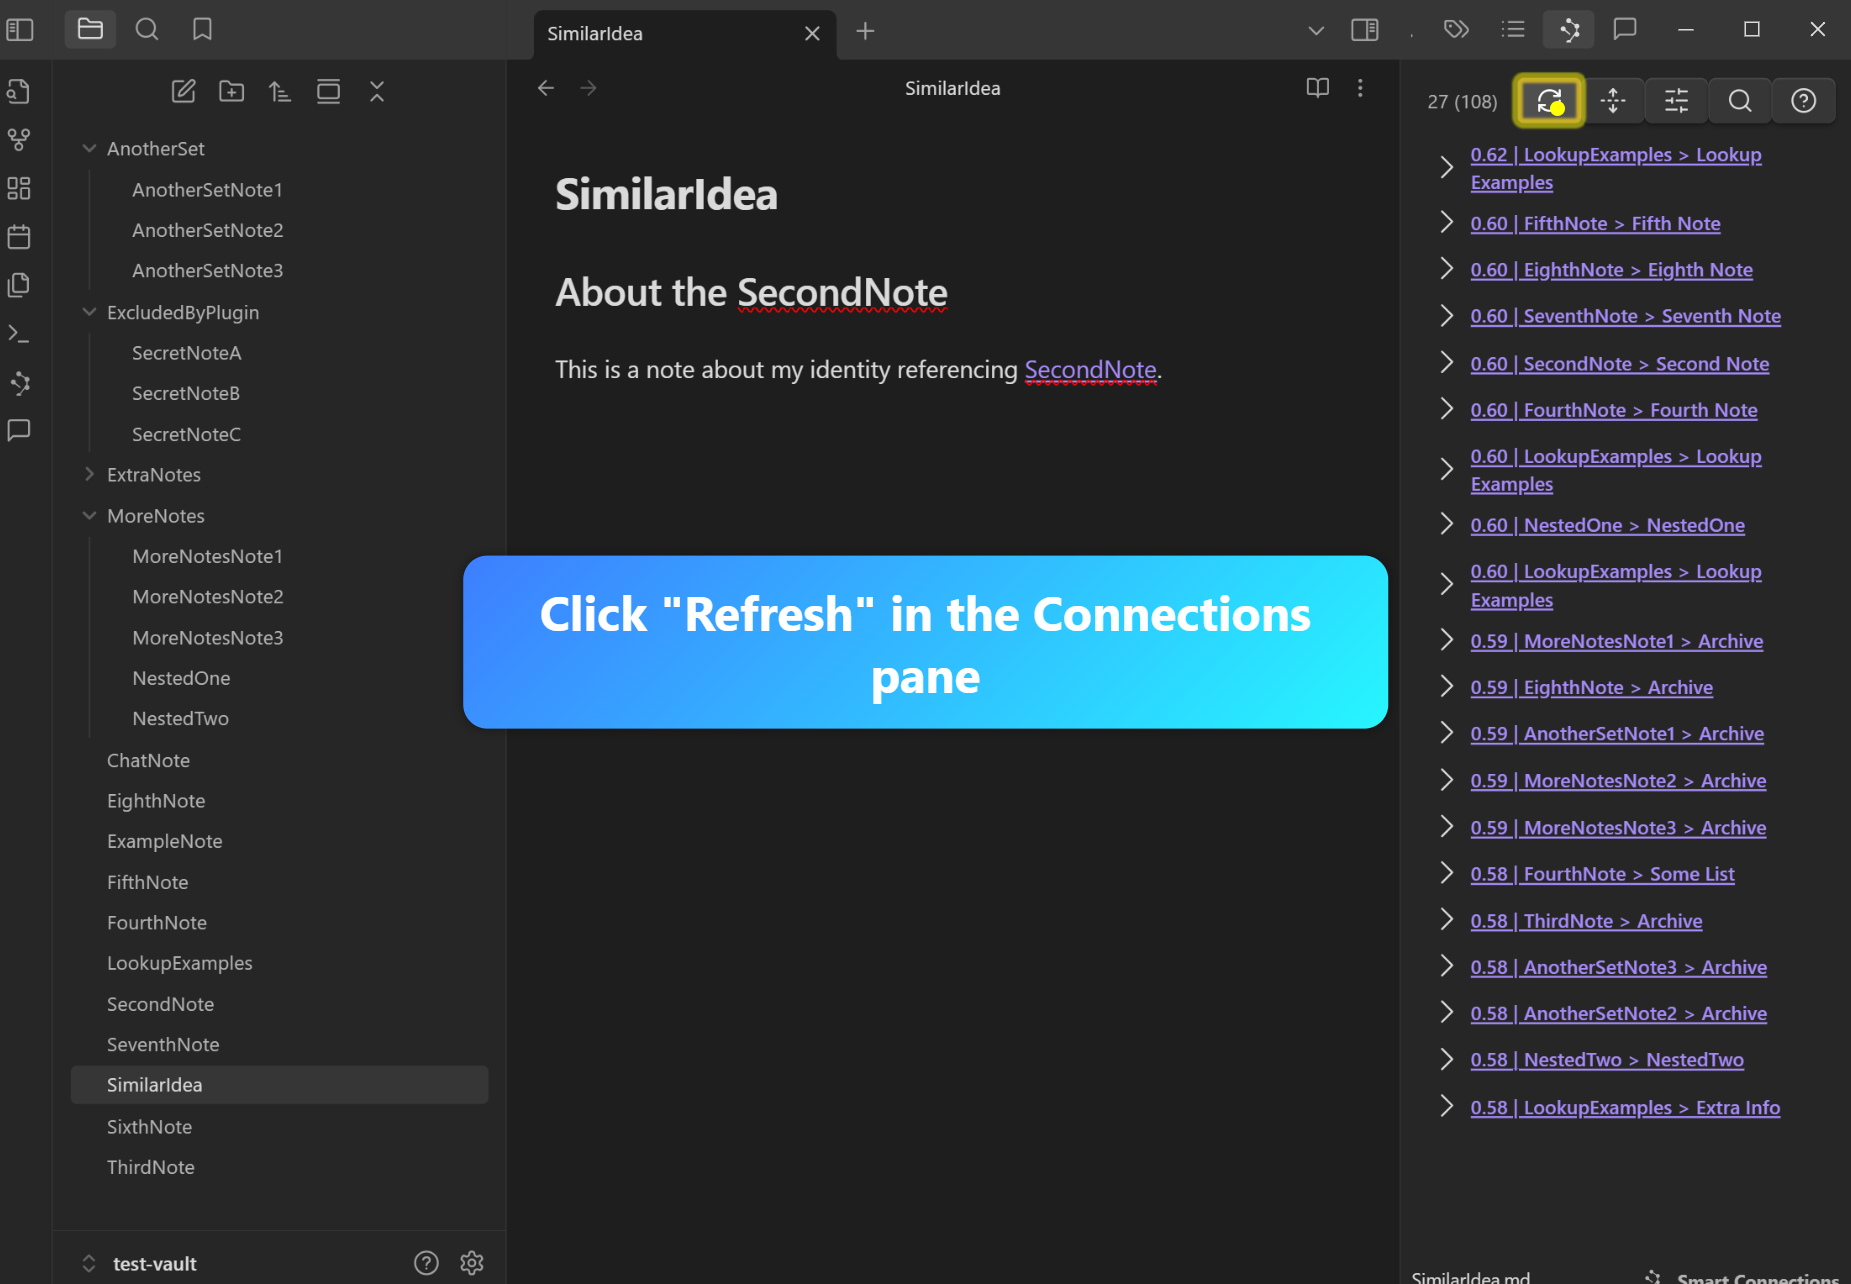 SimilarIdea
SimilarIdea
27 (108)
AnotherSet
AnotherSetNote1
AnotherSetNote2
AnotherSetNote3
ExcludedByPlugin
SecretNoteA
SecretNoteB
SecretNoteC
ExtraNotes
MoreNotes
MoreNotesNote1
MoreNotesNote2
MoreNotesNote3
NestedOne
NestedTwo
ChatNote
EighthNote
ExampleNote
FifthNote
FourthNote
LookupExamples
SecondNote
SeventhNote
SimilarIdea
SixthNote
ThirdNote
test-vault
SimilarIdea
About the SecondNote
This is a note about my identity referencing SecondNote.
Click "Refresh" in the Connections
pane
0.62 | LookupExamples > Lookup
Examples
0.60 | FifthNote > Fifth Note
0.60 | EighthNote > Eighth Note
0.60 | SeventhNote > Seventh Note
0.60 | SecondNote > Second Note
0.60 | FourthNote > Fourth Note
0.60 | LookupExamples > Lookup
Examples
0.60 | NestedOne > NestedOne
0.60 | LookupExamples > Lookup
Examples
0.59 | MoreNotesNote1 > Archive
0.59 | EighthNote > Archive
0.59 | AnotherSetNote1 > Archive
0.59 | MoreNotesNote2 > Archive
0.59 | MoreNotesNote3 > Archive
0.58 | FourthNote > Some List
0.58 | ThirdNote > Archive
0.58 | AnotherSetNote3 > Archive
0.58 | AnotherSetNote2 > Archive
0.58 | NestedTwo > NestedTwo
0.58 | LookupExamples > Extra Info
SimilarIdea.md
Smart Connections